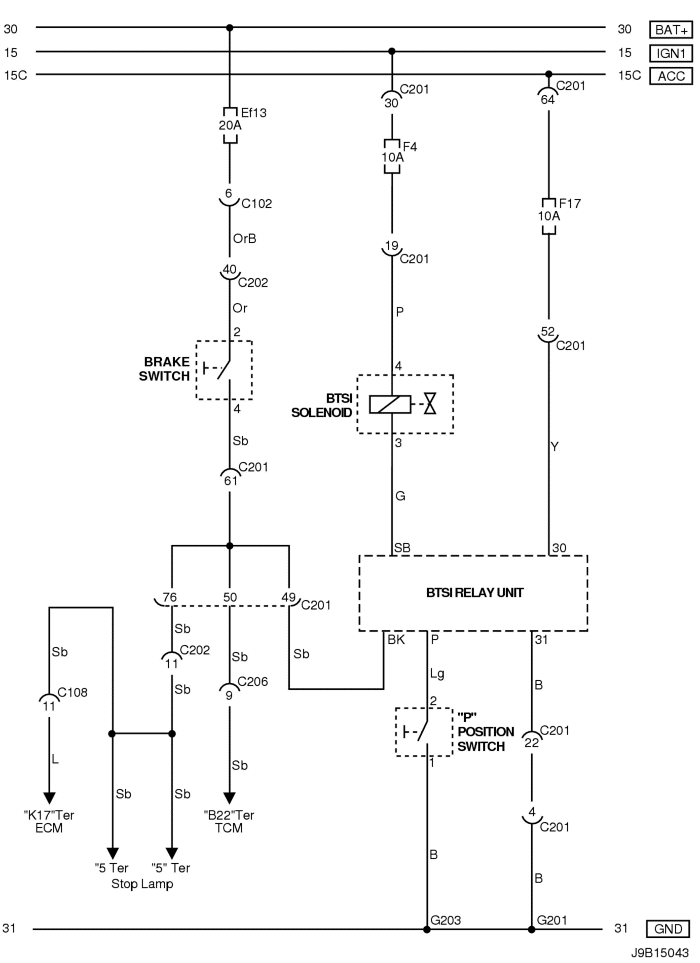 30 30 BAT+
15 15 IGN1
15C 15C ACC
C201 C201
30 64
Ef13
20A
F4
10A
F17
10A
6
C102
OrB
19
C201
40
C202
Or
P
52
C201
2
BRAKE
SWITCH
4
4
BTSI
SOLENOID
3
Sb
C201
61
Y
G
SB 30
BTSI RELAY UNIT
76 50 49 C201
BK P 31
Sb
C202
11
Sb
Sb
C206
9
Sb
Sb
C108
11
Sb
Lg
2
"P"
POSITION
SWITCH
1
B
C201
22
L
Sb
Sb
Sb
4
C201
"K17"Ter
ECM
"B22"Ter
TCM
"5 Ter "5" Ter
Stop Lamp
B
B
G203 G201
31 31 GND
J9B15043